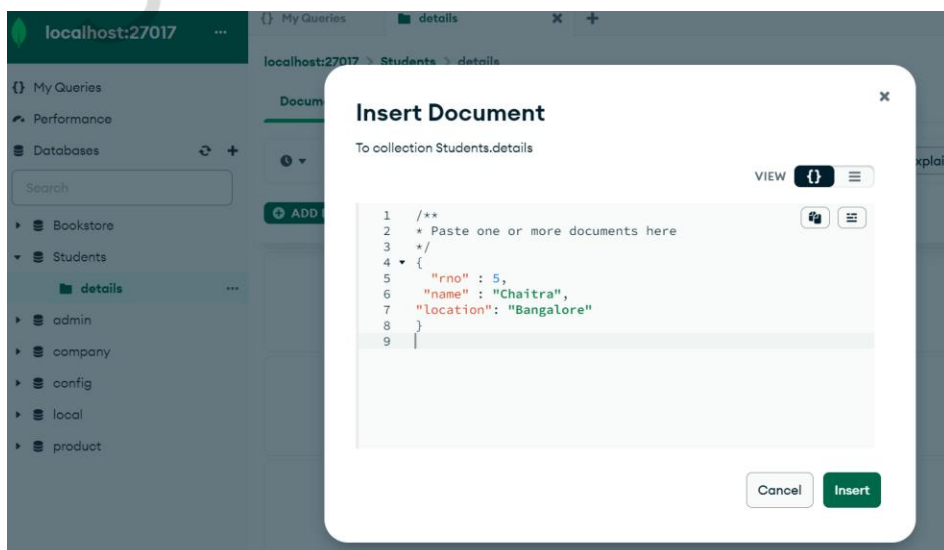 localhost:27017 ...
{} My Queries
details
localhost:27017 > Students > details
{} My Queries
Performance
Databases
Search
Bookstore
Students
details ...
admin
company
config
local
product
Docum
ADD
xplai
Insert Document
To collection Students.details
VIEW {}
1 /**
2 * Paste one or more documents here
3 */
4 {
5 "rno" : 5,
6 "name" : "Chaitra",
7 "location": "Bangalore"
8 }
9
Cancel
Insert